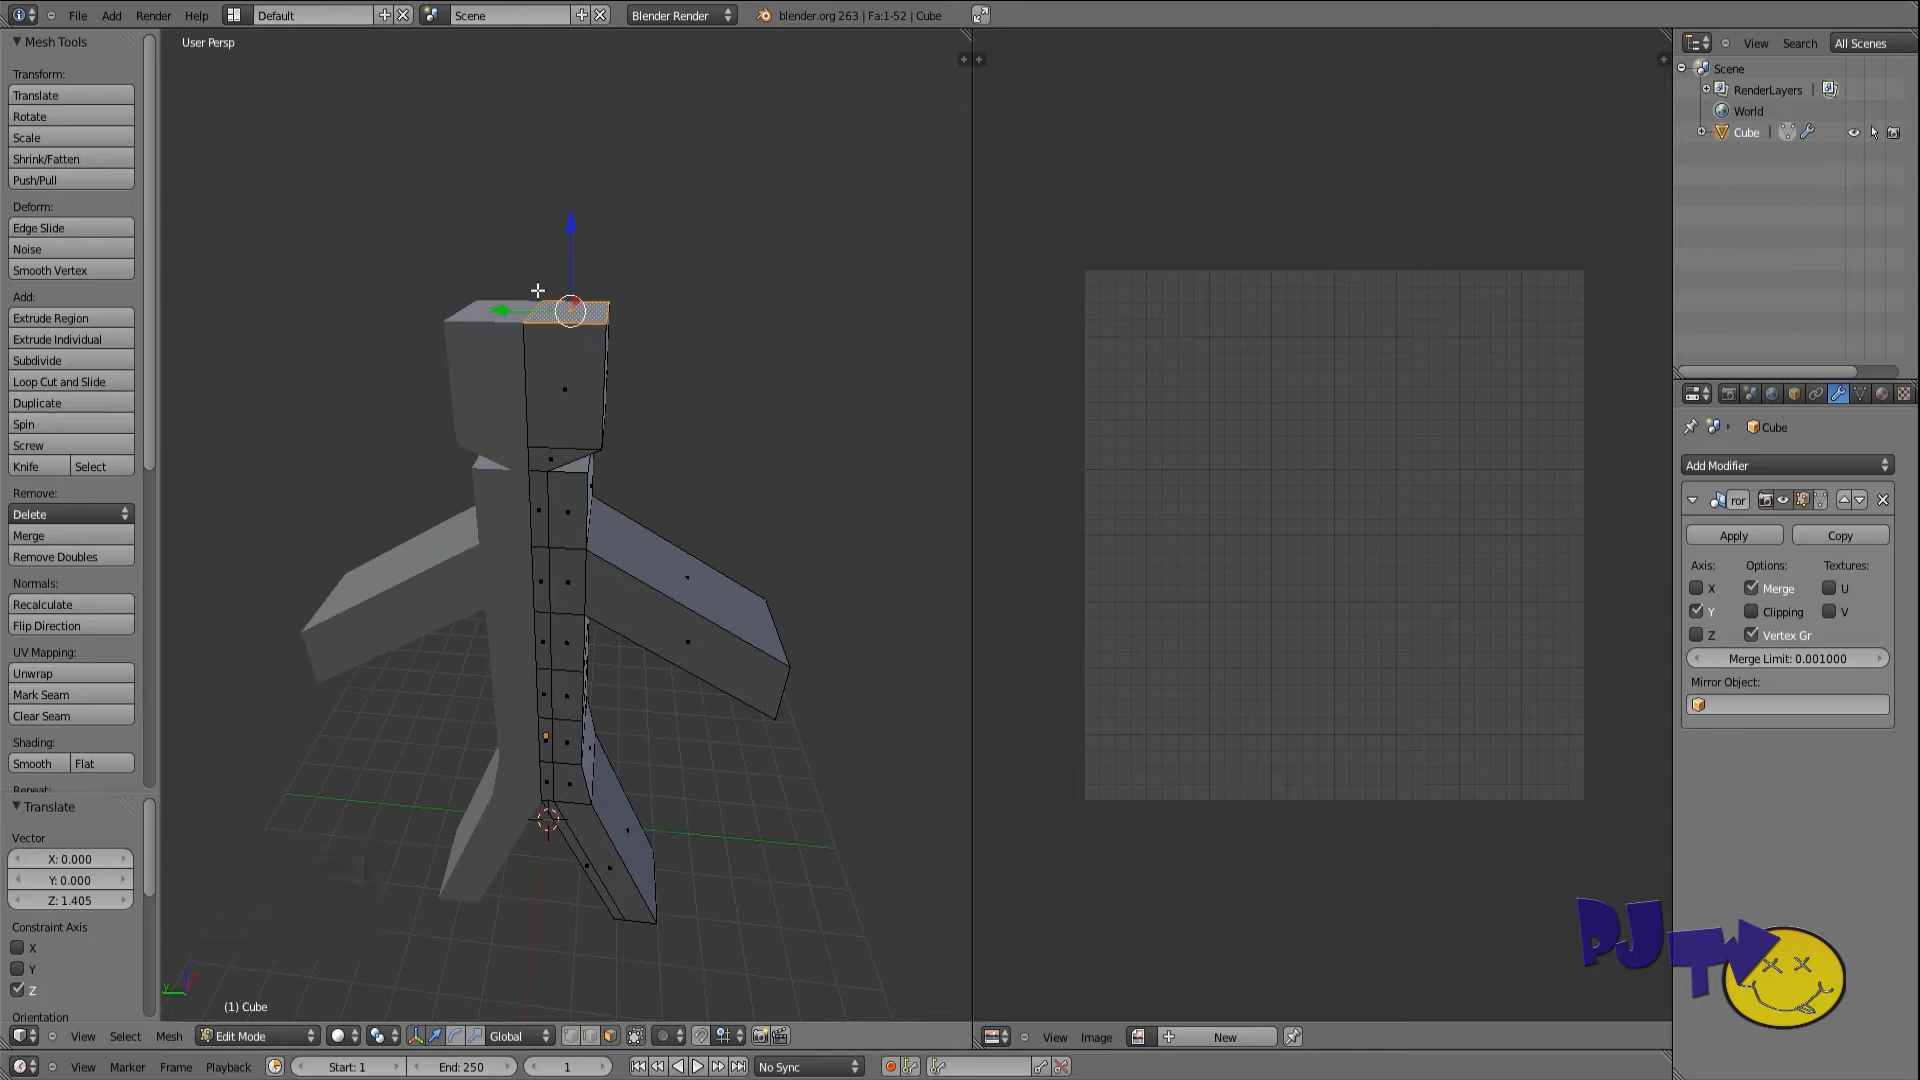 File Add Render Help Default Scene Blender Render blender.org 263 | Fa:1-52 | Cube
Mesh Tools
Transform:
Translate
Rotate
Scale
Shrink/Fatten
Push/Pull
Deform:
Edge Slide
Noise
Smooth Vertex
Add:
Extrude Region
Extrude Individual
Subdivide
Loop Cut and Slide
Duplicate
Spin
Screw
Knife Select
Remove:
Delete
Merge
Remove Doubles
Normals:
Recalculate
Flip Direction
UV Mapping:
Unwrap
Mark Seam
Clear Seam
Shading:
Smooth Flat
Repeat:
Translate
Vector
X: 0.000
Y: 0.000
Z: 1.405
Constraint Axis
X
Y
Z
Orientation
User Persp
y
(1) Cube
View Select Mesh Edit Mode Global
View Image New
View Search All Scenes
Scene
RenderLayers |
World
Cube |
Cube
Add Modifier
ror
Apply Copy
Axis: Options: Textures:
X Merge U
Y Clipping V
Z Vertex Gr
Merge Limit: 0.001000
Mirror Object:
PJTW
View Marker Frame Playback Start: 1 End: 250 1 No Sync